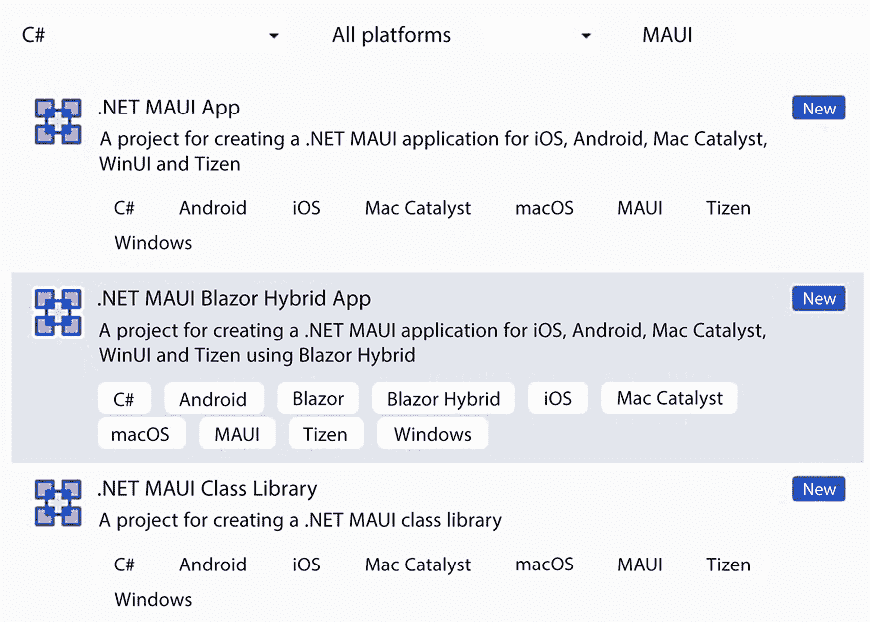 C# All platforms MAUI
.NET MAUI App New
A project for creating a .NET MAUI application for iOS, Android, Mac Catalyst,
WinUI and Tizen
C# Android iOS Mac Catalyst macOS MAUI Tizen
Windows
.NET MAUI Blazor Hybrid App New
A project for creating a .NET MAUI application for iOS, Android, Mac Catalyst,
WinUI and Tizen using Blazor Hybrid
C# Android Blazor Blazor Hybrid iOS Mac Catalyst
macOS MAUI Tizen Windows
.NET MAUI Class Library New
A project for creating a .NET MAUI class library
C# Android iOS Mac Catalyst macOS MAUI Tizen
Windows